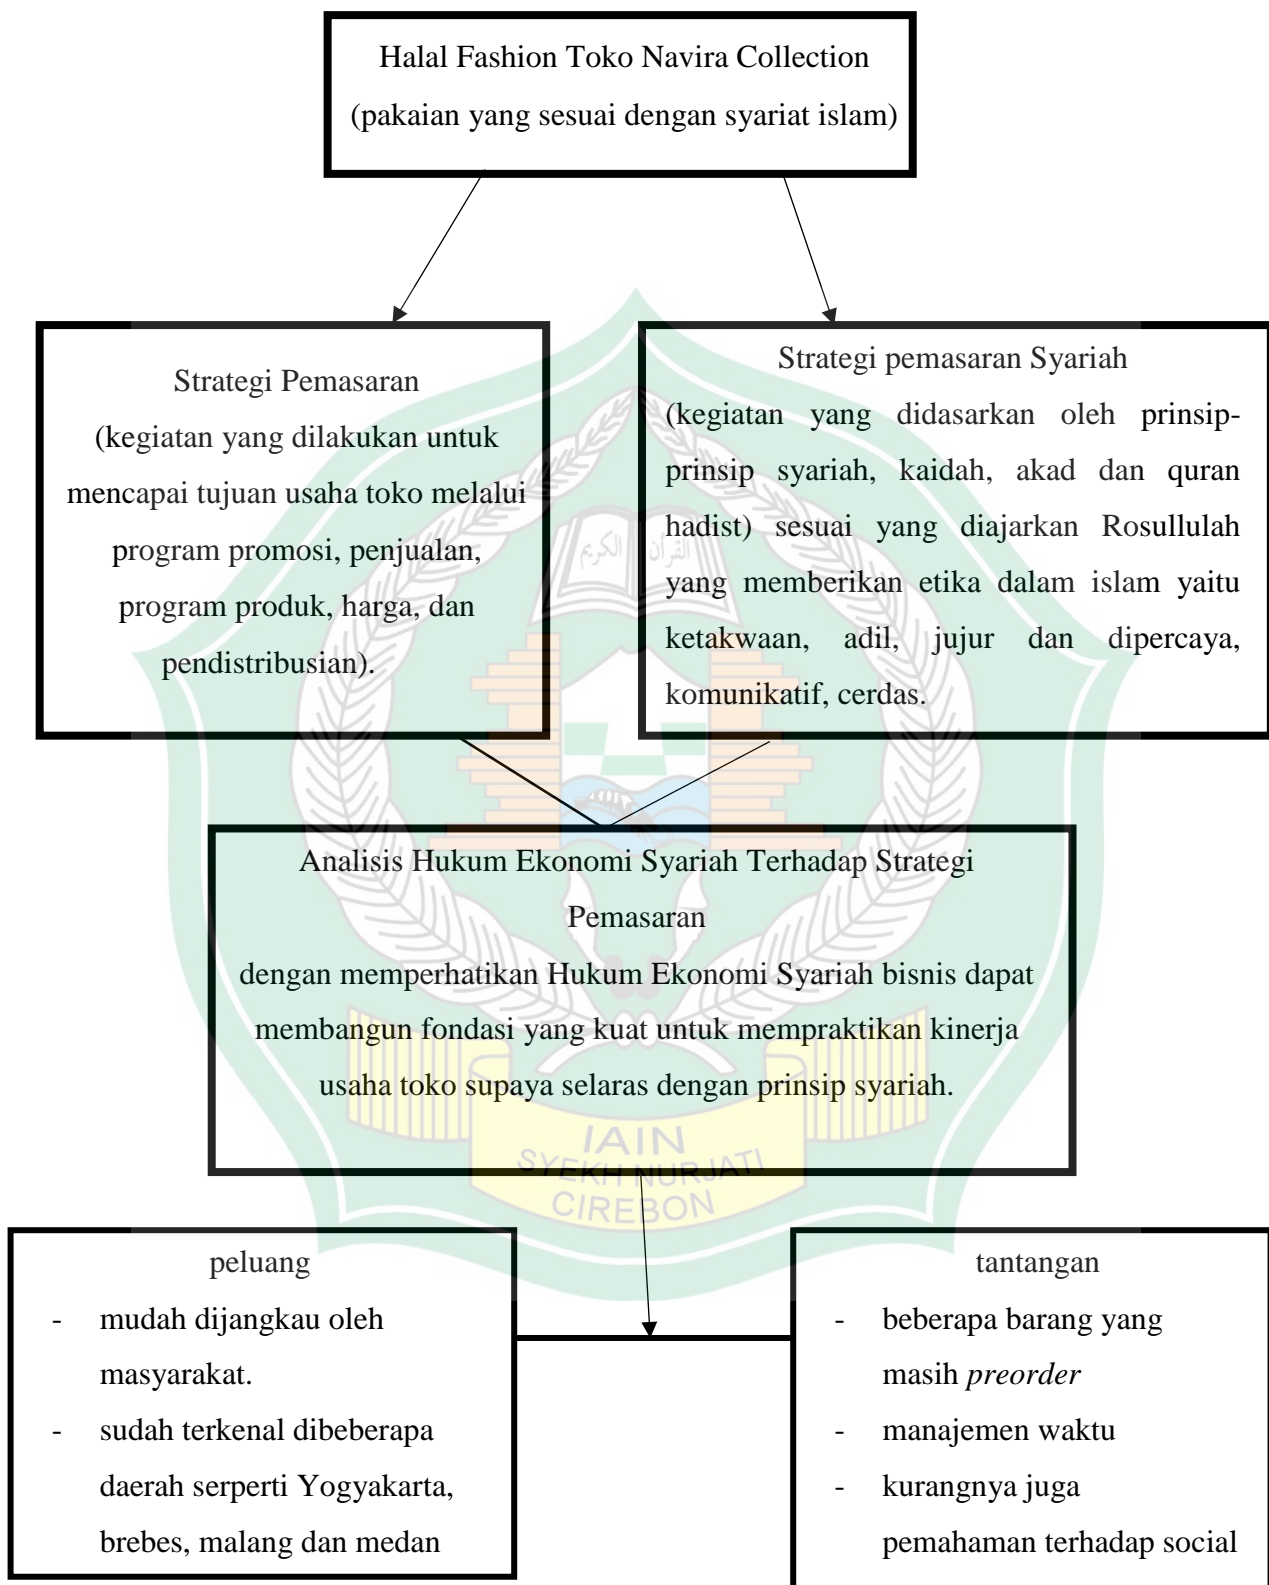 Halal Fashion Toko Navira Collection
(pakaian yang sesuai dengan syariat islam)
Strategi Pemasaran
(kegiatan yang dilakukan untuk
mencapai tujuan usaha toko melalui
program promosi, penjualan,
program produk, harga, dan
pendistribusian).
Strategi pemasaran Syariah
(kegiatan yang didasarkan oleh prinsip-
prinsip syariah, kaidah, akad dan quran
hadist) sesuai yang diajarkan Rosullulah
yang memberikan etika dalam islam yaitu
ketakwaan, adil, jujur dan dipercaya,
komunikatif, cerdas.
القرآن الكريم
Analisis Hukum Ekonomi Syariah Terhadap Strategi
Pemasaran
dengan memperhatikan Hukum Ekonomi Syariah bisnis dapat
membangun fondasi yang kuat untuk mempraktikan kinerja
usaha toko supaya selaras dengan prinsip syariah.
IAIN
SYEKH NURJATI
CIREBON
peluang
- mudah dijangkau oleh
masyarakat.
- sudah terkenal dibeberapa
daerah serperti Yogyakarta,
brebes, malang dan medan
tantangan
- beberapa barang yang
masih preorder
- manajemen waktu
- kurangnya juga
pemahaman terhadap social